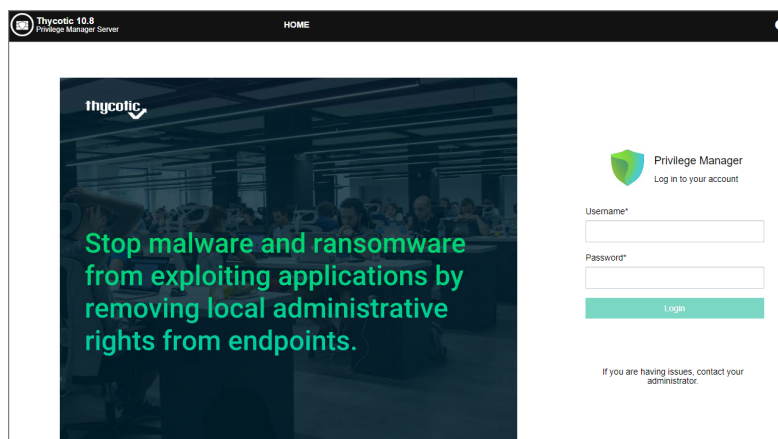 Thycotic 10.8
Privilege Manager Server
HOME
thycotic
Stop malware and ransomware
from exploiting applications by
removing local administrative
rights from endpoints.
Privilege Manager
Log in to your account
Username*
Password*
Login
If you are having issues, contact your
administrator.